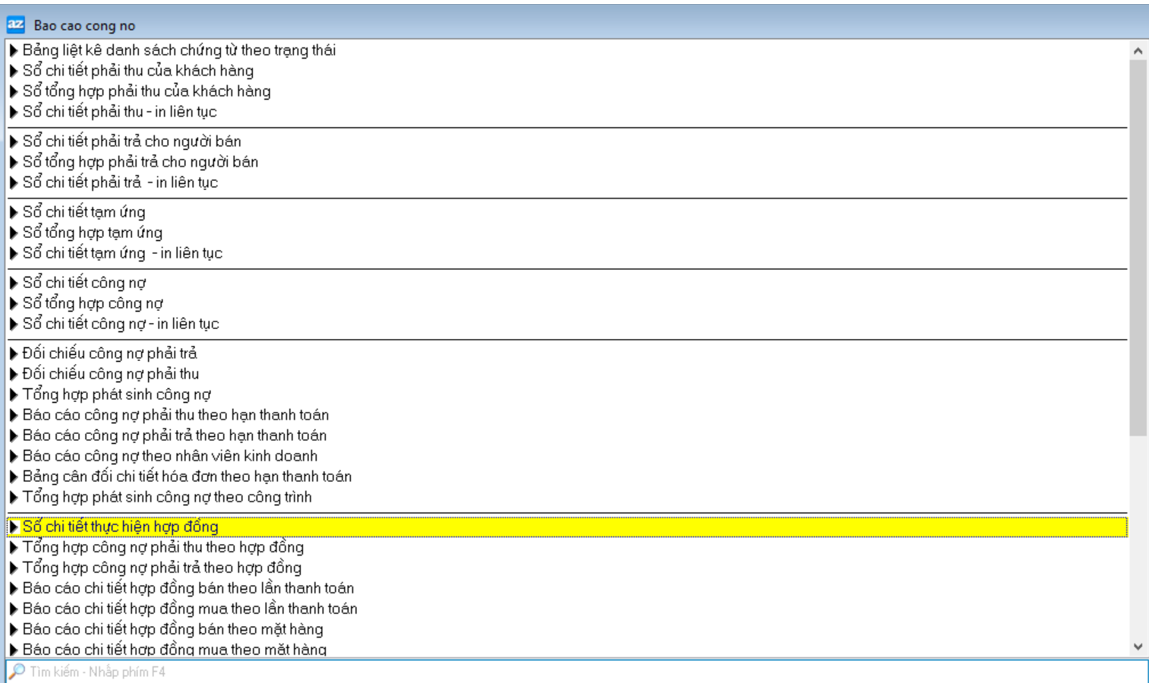 az Bao cao cong no
Bảng liệt kê danh sách chứng từ theo trạng thái
Sổ chi tiết phải thu của khách hàng
Sổ tổng hợp phải thu của khách hàng
Sổ chi tiết phải thu - in liên tục
Sổ chi tiết phải trả cho người bán
Sổ tổng hợp phải trả cho người bán
Sổ chi tiết phải trả - in liên tục
Sổ chi tiết tạm ứng
Sổ tổng hợp tạm ứng
Sổ chi tiết tạm ứng - in liên tục
Sổ chi tiết công nợ
Sổ tổng hợp công nợ
Sổ chi tiết công nợ - in liên tục
Đối chiếu công nợ phải trả
Đối chiếu công nợ phải thu
Tổng hợp phát sinh công nợ
Báo cáo công nợ phải thu theo hạn thanh toán
Báo cáo công nợ phải trả theo hạn thanh toán
Báo cáo công nợ theo nhân viên kinh doanh
Bảng cân đối chi tiết hóa đơn theo hạn thanh toán
Tổng hợp phát sinh công nợ theo công trình
Sổ chi tiết thực hiện hợp đồng
Tổng hợp công nợ phải thu theo hợp đồng
Tổng hợp công nợ phải trả theo hợp đồng
Báo cáo chi tiết hợp đồng bán theo lần thanh toán
Báo cáo chi tiết hợp đồng mua theo lần thanh toán
Báo cáo chi tiết hợp đồng bán theo mặt hàng
Báo cáo chi tiết hợp đồng mua theo mặt hàng
Tìm kiếm - Nhấp phím F4